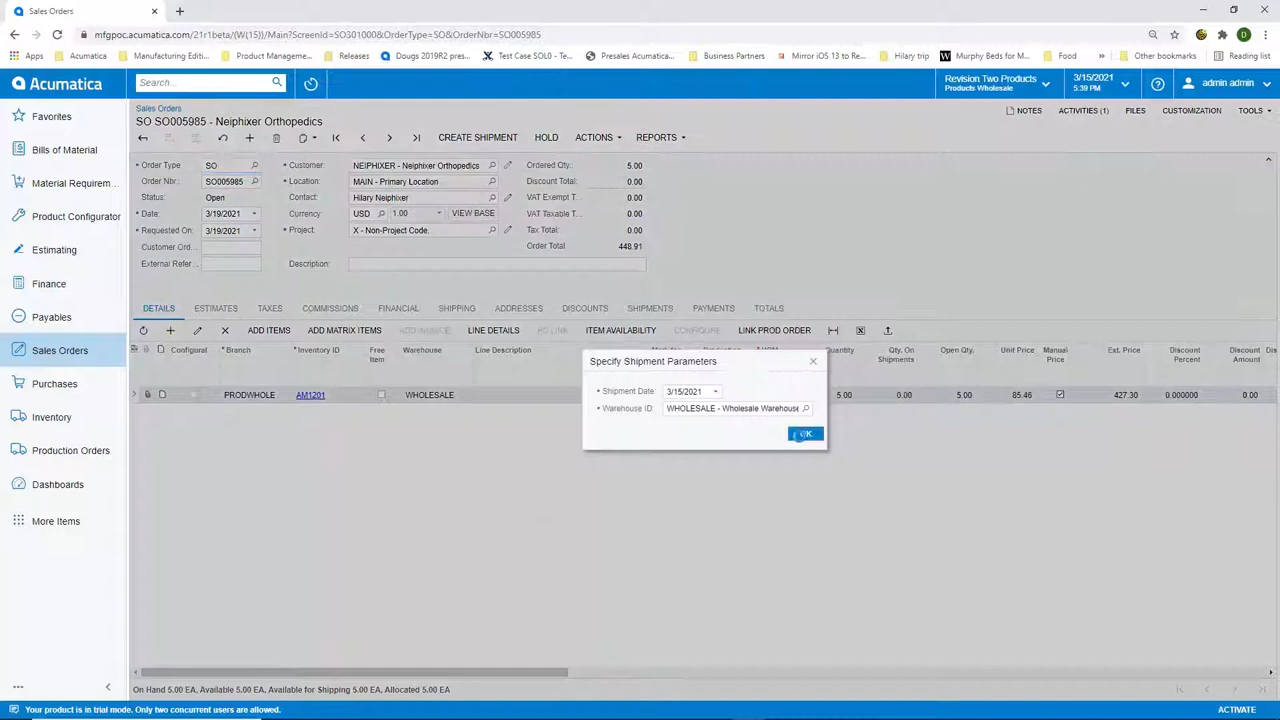 Sales Orders
mfgpoc.acumatica.com/21r1beta/(W(15))/Main?ScreenId=SO301000&OrderType=SO&OrderNbr=SO005985
Apps Acumatica Manufacturing Editi... Product Managemen... Releases Dougs 2019R2 pres... Test Case SOL0 - Te... Presales Acumatica... Business Partners Mirror iOS 13 to Re... Hilary trip Murphy Beds for M... Food » Other bookmarks Reading list
Acumatica
Search...
Revision Two Products
Products Wholesale
3/15/2021
5:39 PM
admin admin
Favorites
Bills of Material
Material Requirem...
Product Configurator
Estimating
Finance
Payables
Sales Orders
Purchases
Inventory
Production Orders
Dashboards
More Items
Sales Orders
SO SO005985 - Neiphixer Orthopedics
NOTES ACTIVITIES (1) FILES CUSTOMIZATION TOOLS
CREATE SHIPMENT HOLD ACTIONS REPORTS
Order Type SO Customer: NEIPHIXER - Neiphixer Orthopedics Ordered Qty.: 5.00
Order Nbr.: SO005985 Location: MAIN - Primary Location Discount Total: 0.00
Status: Open Contact: Hilary Neiphixer VAT Exempt T... 0.00
Date: 3/19/2021 Currency: USD 1.00 VIEW BASE VAT Taxable T... 0.00
Requested On: 3/19/2021 Project: X - Non-Project Code. Tax Total: 0.00
Customer Ord... Order Total 448.91
External Refer... Description:
DETAILS ESTIMATES TAXES COMMISSIONS FINANCIAL SHIPPING ADDRESSES DISCOUNTS SHIPMENTS PAYMENTS TOTALS
ADD ITEMS ADD MATRIX ITEMS ADD INVOICE LINE DETAILS PO LINK ITEM AVAILABILITY CONFIGURE LINK PROD ORDER
Configural Branch Inventory ID Free Item Warehouse Line Description Quantity Qty. On Shipments Open Qty. Unit Price Manual Price Ext. Price Discount Percent Discount Amount Dis
PRODWHOLE AM1201 WHOLESALE 5.00 0.00 5.00 85.46 427.30 0.000000 0.00
Specify Shipment Parameters
Shipment Date: 3/15/2021
Warehouse ID: WHOLESALE - Wholesale Warehouse
OK
On Hand 5.00 EA, Available 5.00 EA, Available for Shipping 5.00 EA, Allocated 5.00 EA
Your product is in trial mode. Only two concurrent users are allowed.
ACTIVATE